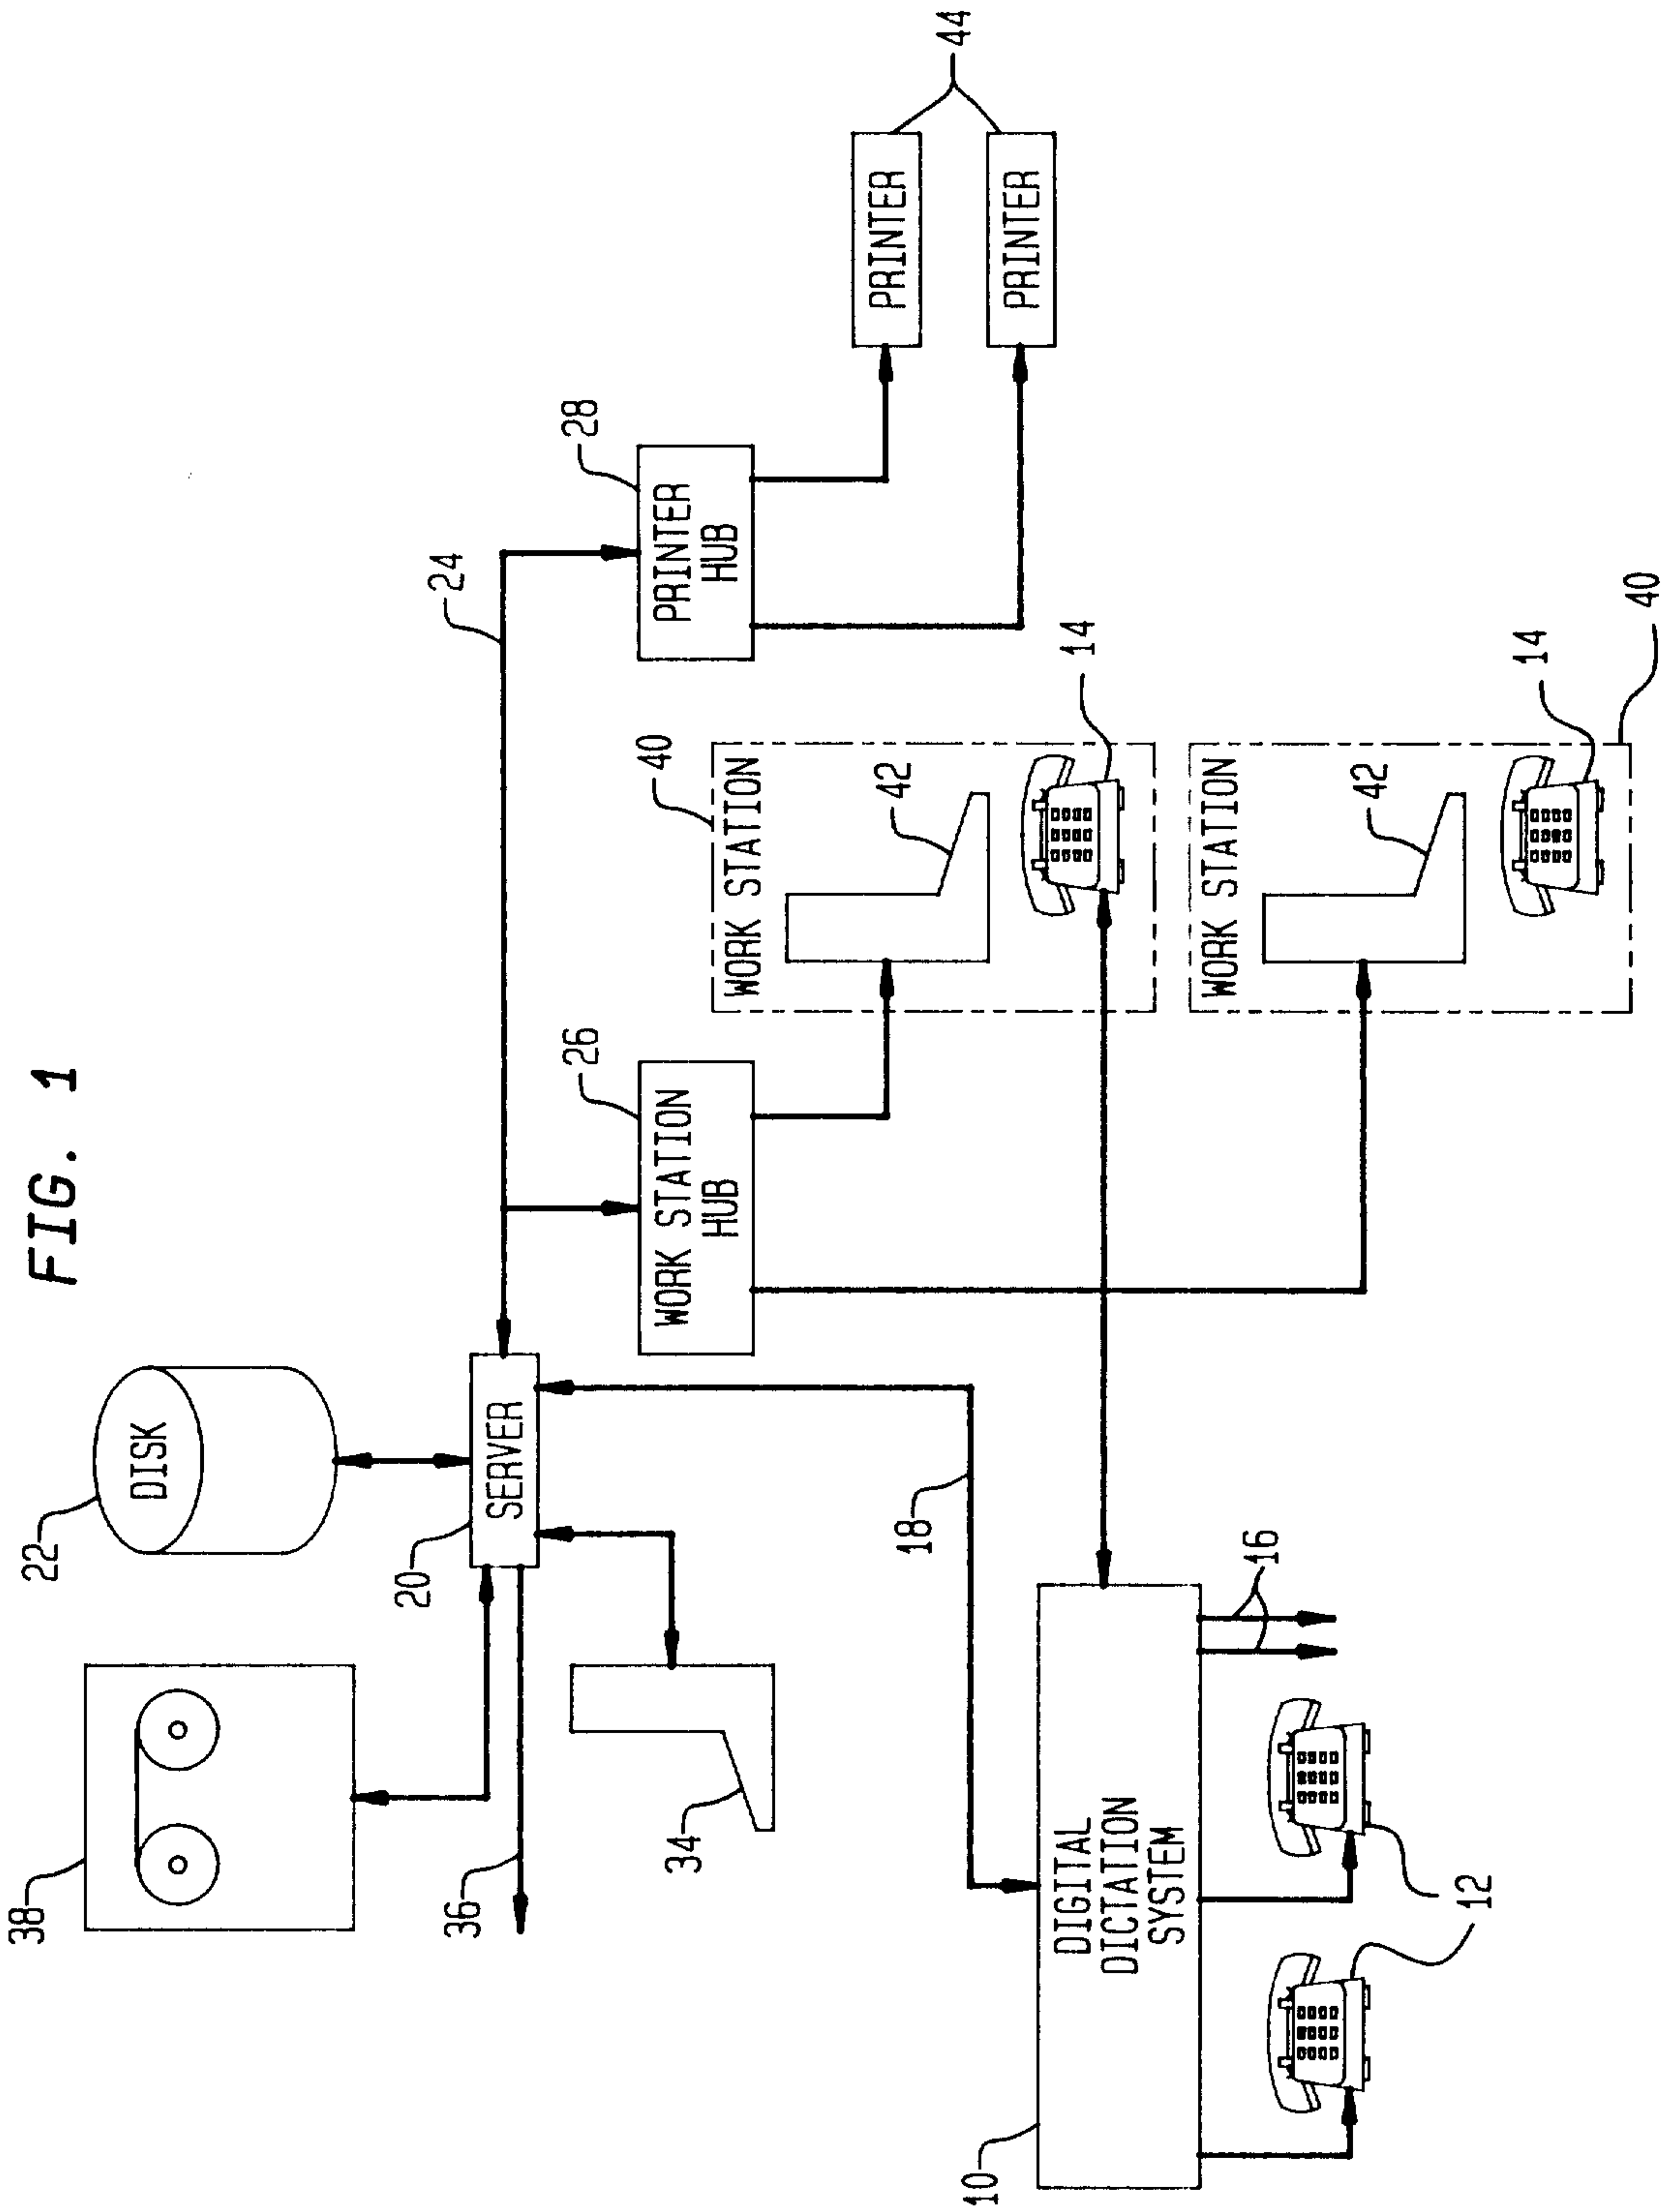 FIG. 1
38
22
DISK
36
20
SERVER
24
34
18
WORK STATION
HUB
26
PRINTER
HUB
28
PRINTER
PRINTER
44
WORK STATION
40
42
14
WORK STATION
40
42
14
10
DIGITAL
DICTATION
SYSTEM
16
12